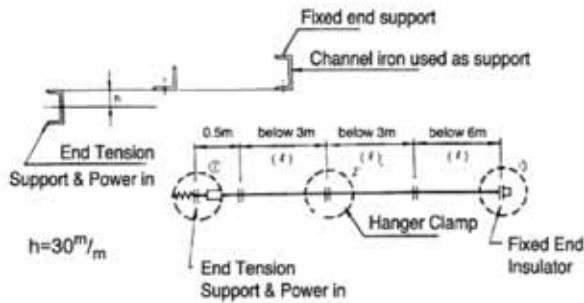 Fixed end support
Channel iron used as support
h
End Tension
Support & Power in
0.5m
below 3m
below 3m
below 6m
①
Hanger Clamp
h=30m/m
End Tension
Support & Power in
Fixed End
Insulator